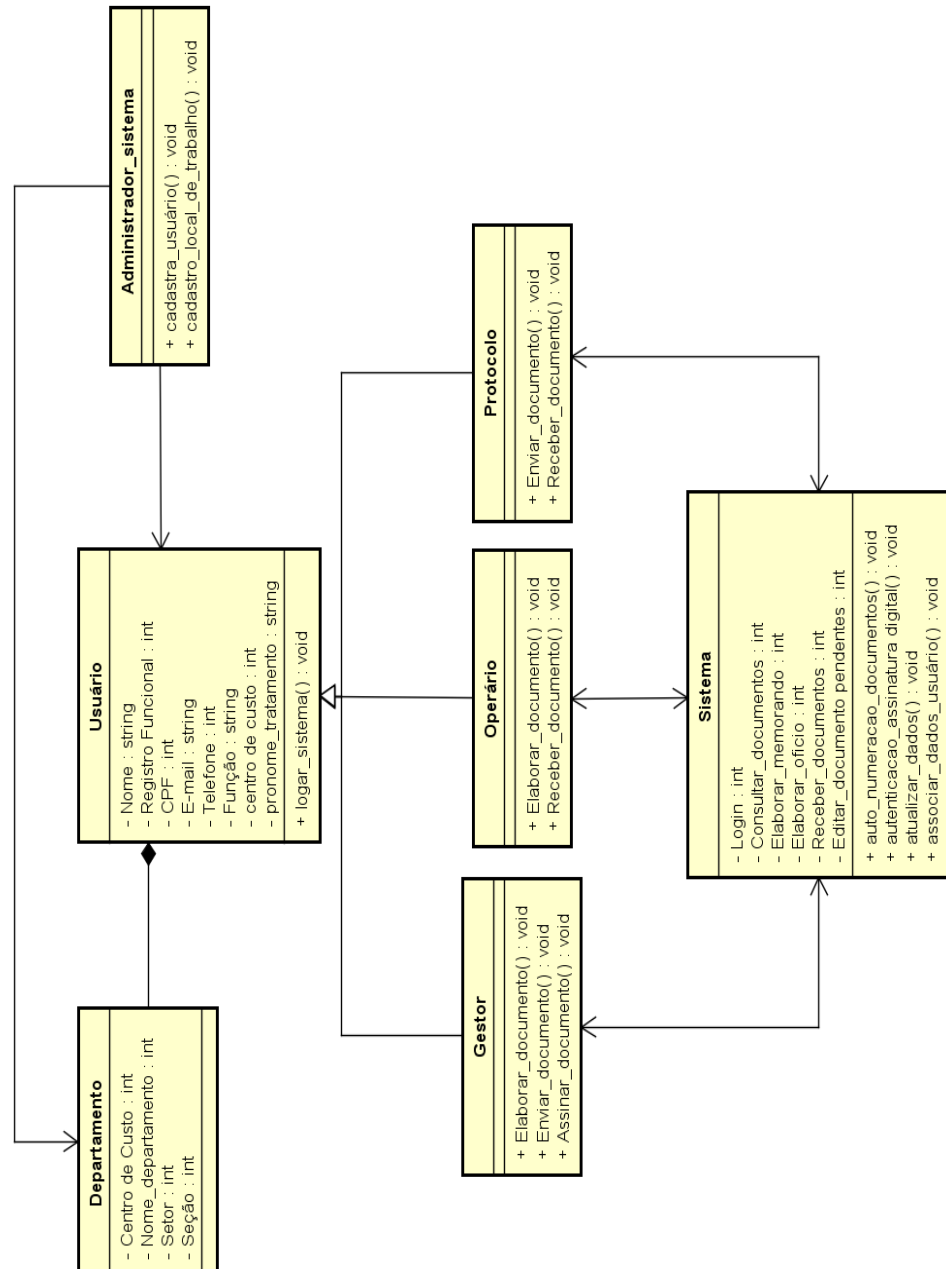 Departamento
- Centro de Custo : int
- Nome_departamento : int
- Setor : int
- Seção : int
Usuário
- Nome : string
- Registro Funcional : int
- CPF : int
- E-mail : string
- Telefone : int
- Função : string
- centro de custo : int
- pronome_tratamento : string
+ logar_sistema() : void
Administrador_sistema
+ cadastra_usuário() : void
+ cadastro_local_de_trabalho() : void
Gestor
+ Elaborar_documento() : void
+ Enviar_documento() : void
+ Assinar_documento() : void
Operário
+ Elaborar_documento() : void
+ Receber_documento() : void
Protocolo
+ Enviar_documento() : void
+ Receber_documento() : void
Sistema
- Login : int
- Consultar_documentos : int
- Elaborar_memorando : int
- Elaborar_oficio : int
- Receber_documentos : int
- Editar_documento pendentes : int
+ auto_numeracao_documentos() : void
+ autenticacao_assinatura digital() : void
+ atualizar_dados() : void
+ associar_dados_usuário() : void